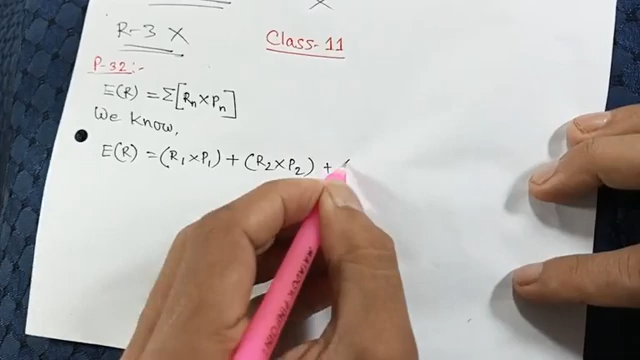 R-3 X
Class-11
P-32:-
E(R) = Σ[Rₙ×Pₙ]
We know,
E(R) = (R₁×P₁) + (R₂×P₂) + (